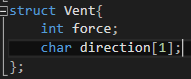 struct Vent{
int force;
char direction[1];
};